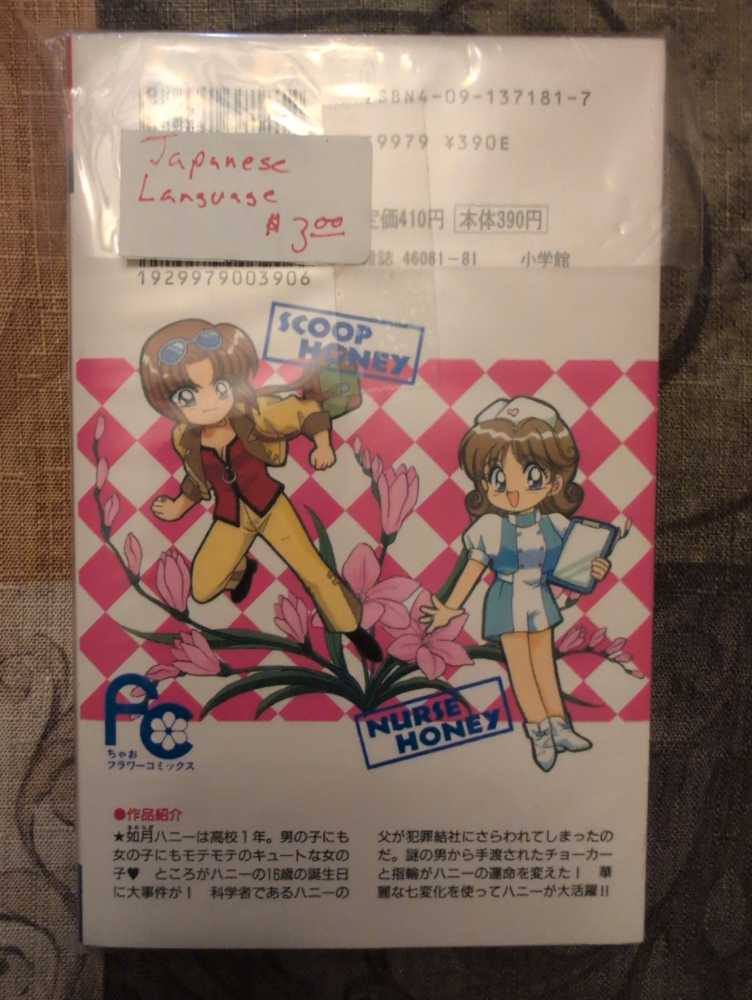 ISBN4-09-137181-7
9979 ¥390E
Japanese
Language
$3.00
定価410円 本体390円
雑誌 46081-81 小学館
1929979003906
SCOOP
HONEY
NURSE
HONEY
FC
ちゃお
フラワーコミックス
●作品紹介
きさらぎ
★如月ハニーは高校1年。男の子にも
女の子にもモテモテのキュートな女の
子♥ ところがハニーの16歳の誕生日
に大事件が! 科学者であるハニーの
父が犯罪結社にさらわれてしまったの
だ。謎の男から手渡されたチョーカー
と指輪がハニーの運命を変えた! 華
麗な七変化を使ってハニーが大活躍!!